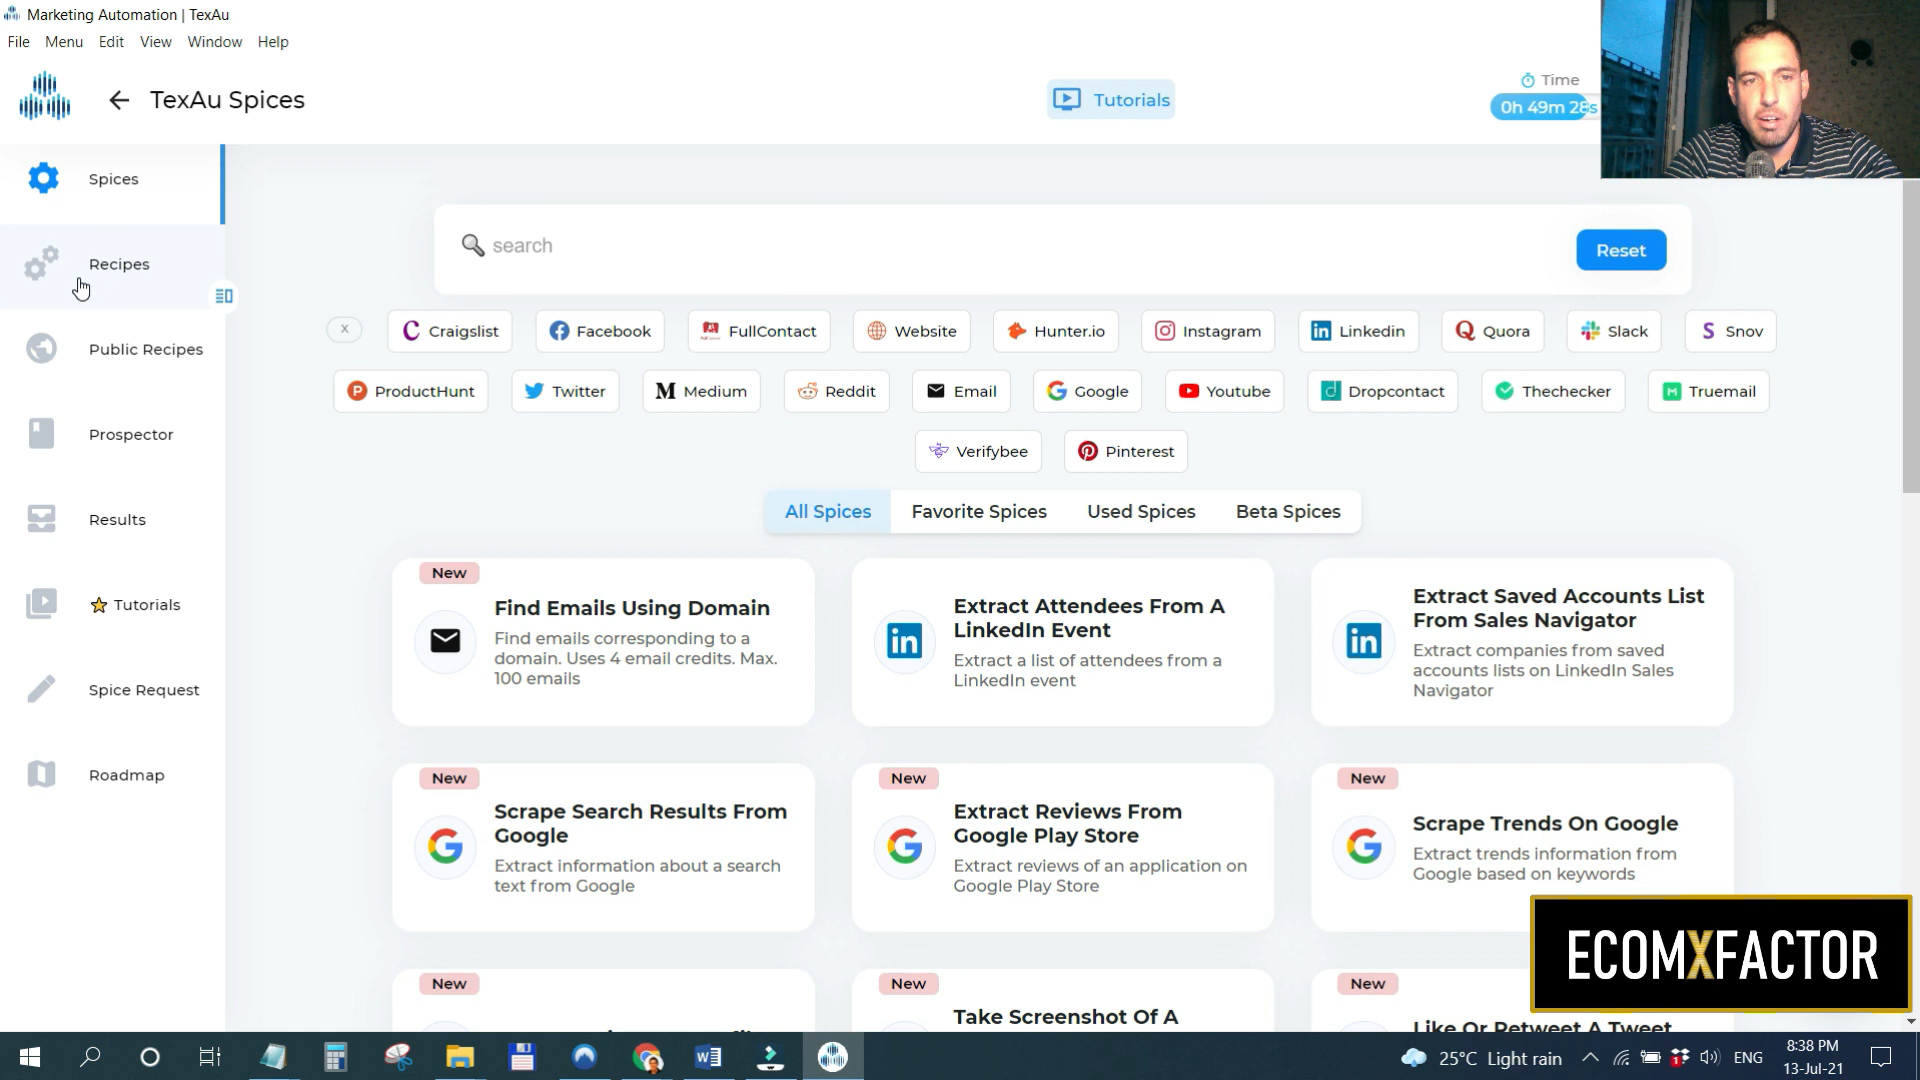 Marketing Automation | TexAu
File Menu Edit View Window Help
TexAu Spices
Tutorials
Time
0h 49m 28s
Spices
Recipes
Public Recipes
Prospector
Results
Tutorials
Spice Request
Roadmap
search
Reset
X Craigslist Facebook FullContact Website Hunter.io Instagram Linkedin Quora Slack Snov
ProductHunt Twitter Medium Reddit Email Google Youtube Dropcontact Thechecker Truemail
Verifybee Pinterest
All Spices Favorite Spices Used Spices Beta Spices
New
Find Emails Using Domain
Find emails corresponding to a
domain. Uses 4 email credits. Max.
100 emails
Extract Attendees From A
LinkedIn Event
Extract a list of attendees from a
LinkedIn event
Extract Saved Accounts List
From Sales Navigator
Extract companies from saved
accounts lists on LinkedIn Sales
Navigator
New
Scrape Search Results From
Google
Extract information about a search
text from Google
New
Extract Reviews From
Google Play Store
Extract reviews of an application on
Google Play Store
New
Scrape Trends On Google
Extract trends information from
Google based on keywords
New
New
Take Screenshot Of A
New
Like Or Retweet A Tweet
ECOMXFACTOR
25°C Light rain
ENG
8:38 PM
13-Jul-21